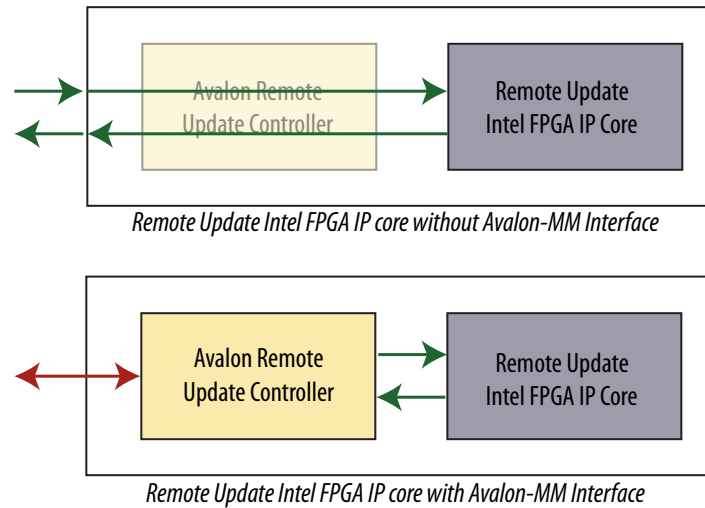 Avalon Remote
Update Controller
Remote Update
Intel FPGA IP Core
Remote Update Intel FPGA IP core without Avalon-MM Interface
Avalon Remote
Update Controller
Remote Update
Intel FPGA IP Core
Remote Update Intel FPGA IP core with Avalon-MM Interface